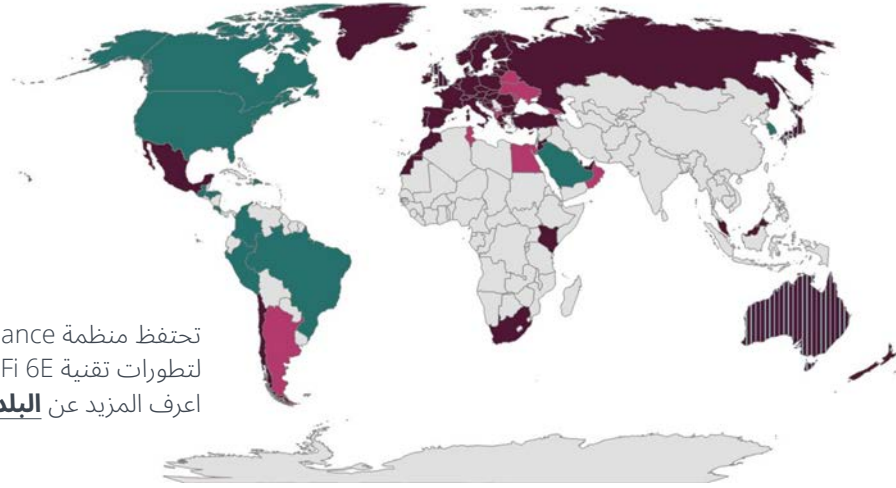 تحتفظ منظمة ance
لتطورات تقنية Fi 6E
اعرف المزيد عن البلد